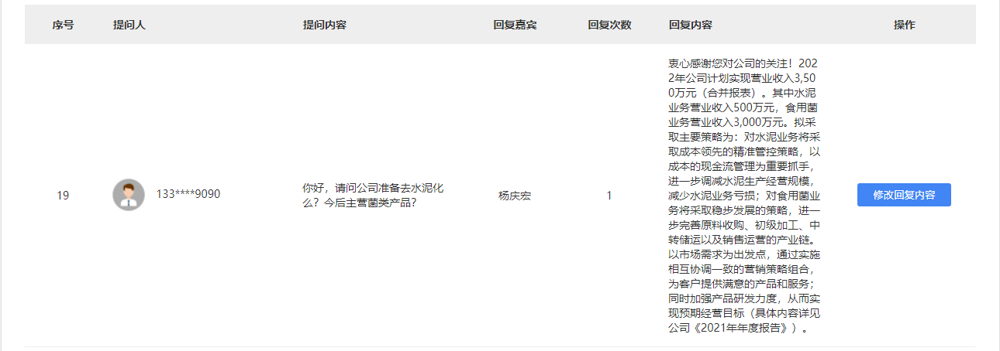 序号 提问人 提问内容 回复嘉宾 回复次数 回复内容 操作
19 133****9090
你好，请问公司准备去水泥化
么？今后主营菌类产品？
杨庆宏 1
衷心感谢您对公司的关注！202
2年公司计划实现营业收入3,50
0万元（合并报表）。其中水泥
业务营业收入500万元，食用菌
业务营业收入3,000万元。拟采
取主要策略为：对水泥业务将采
取成本领先的精准管控策略，以
成本的现金流管理为重要抓手，
进一步调减水泥生产经营规模，
减少水泥业务亏损；对食用菌业
务将采取稳步发展的策略，进一
步完善原料收购、初级加工、中
转储运以及销售运营的产业链。
以市场需求为出发点，通过实施
相互协调一致的营销策略组合，
为客户提供满意的产品和服务；
同时加强产品研发力度，从而实
现预期经营目标（具体内容详见
公司《2021年年度报告》）。
修改回复内容